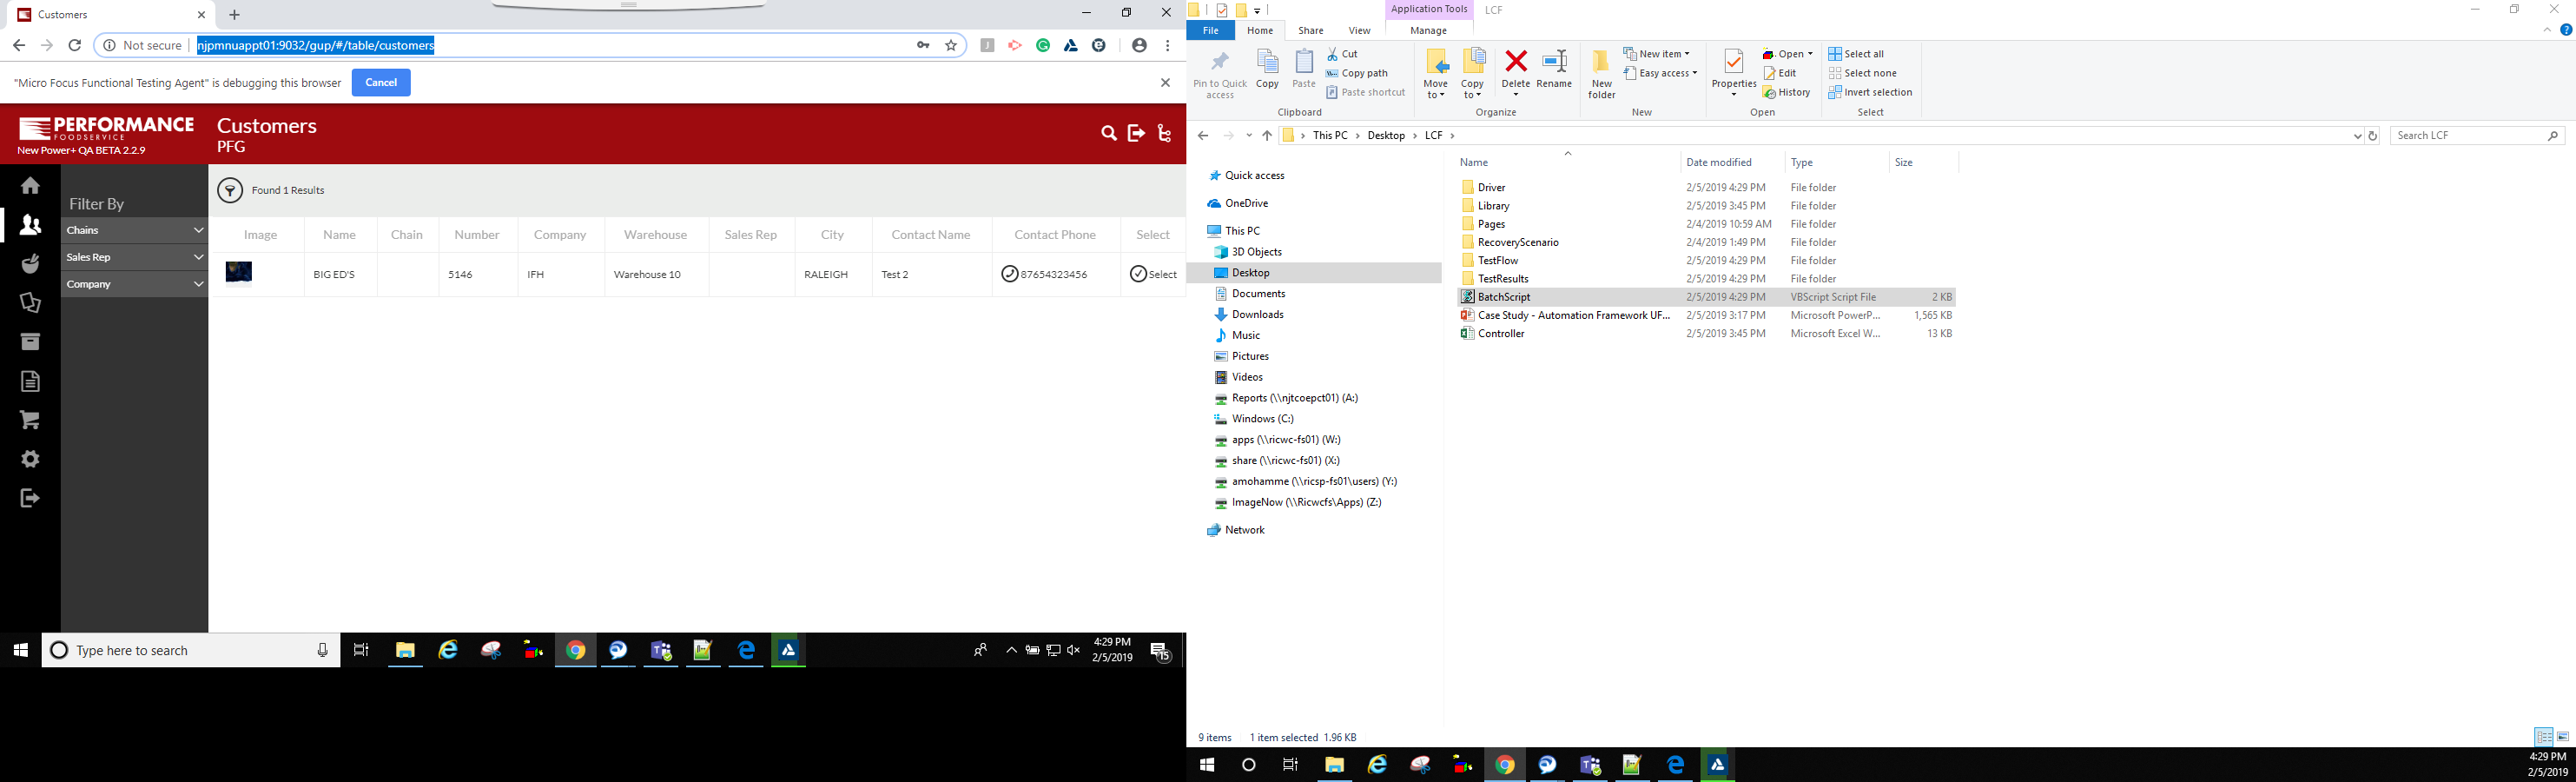 Customers
Not secure | njpmnuappt01:9032/gup/#/table/customers
"Micro Focus Functional Testing Agent" is debugging this browser Cancel
PERFORMANCE
FOODSERVICE
New Power+ QA BETA 2.2.9
Customers
PFG
Found 1 Results
Filter By
Chains
Sales Rep
Company
Image Name Chain Number Company Warehouse Sales Rep City Contact Name Contact Phone Select
BIG ED'S 5146 IFH Warehouse 10 RALEIGH Test 2 87654323456 Select
Type here to search
4:29 PM
2/5/2019
15
Application Tools LCF
File Home Share View Manage
Pin to Quick access
Copy
Paste
Cut
Copy path
Paste shortcut
Clipboard
Move to
Copy to
Delete
Rename
Organize
New folder
New item
Easy access
New
Properties
Open
Edit
History
Open
Select all
Select none
Invert selection
Select
This PC > Desktop > LCF >
Search LCF
Quick access
OneDrive
This PC
3D Objects
Desktop
Documents
Downloads
Music
Pictures
Videos
Reports (\\njtcoepct01) (A:)
Windows (C:)
apps (\\ricwc-fs01) (W:)
share (\\ricwc-fs01) (X:)
amohamme (\\ricsp-fs01\users) (Y:)
ImageNow (\\Ricwcfs\Apps) (Z:)
Network
Name Date modified Type Size
Driver 2/5/2019 4:29 PM File folder
Library 2/5/2019 3:45 PM File folder
Pages 2/4/2019 10:59 AM File folder
RecoveryScenario 2/4/2019 1:49 PM File folder
TestFlow 2/5/2019 4:29 PM File folder
TestResults 2/5/2019 4:29 PM File folder
BatchScript 2/5/2019 4:29 PM VBScript Script File 2 KB
Case Study - Automation Framework UF... 2/5/2019 3:17 PM Microsoft PowerP... 1,565 KB
Controller 2/5/2019 3:45 PM Microsoft Excel W... 13 KB
9 items 1 item selected 1.96 KB
4:29 PM
2/5/2019